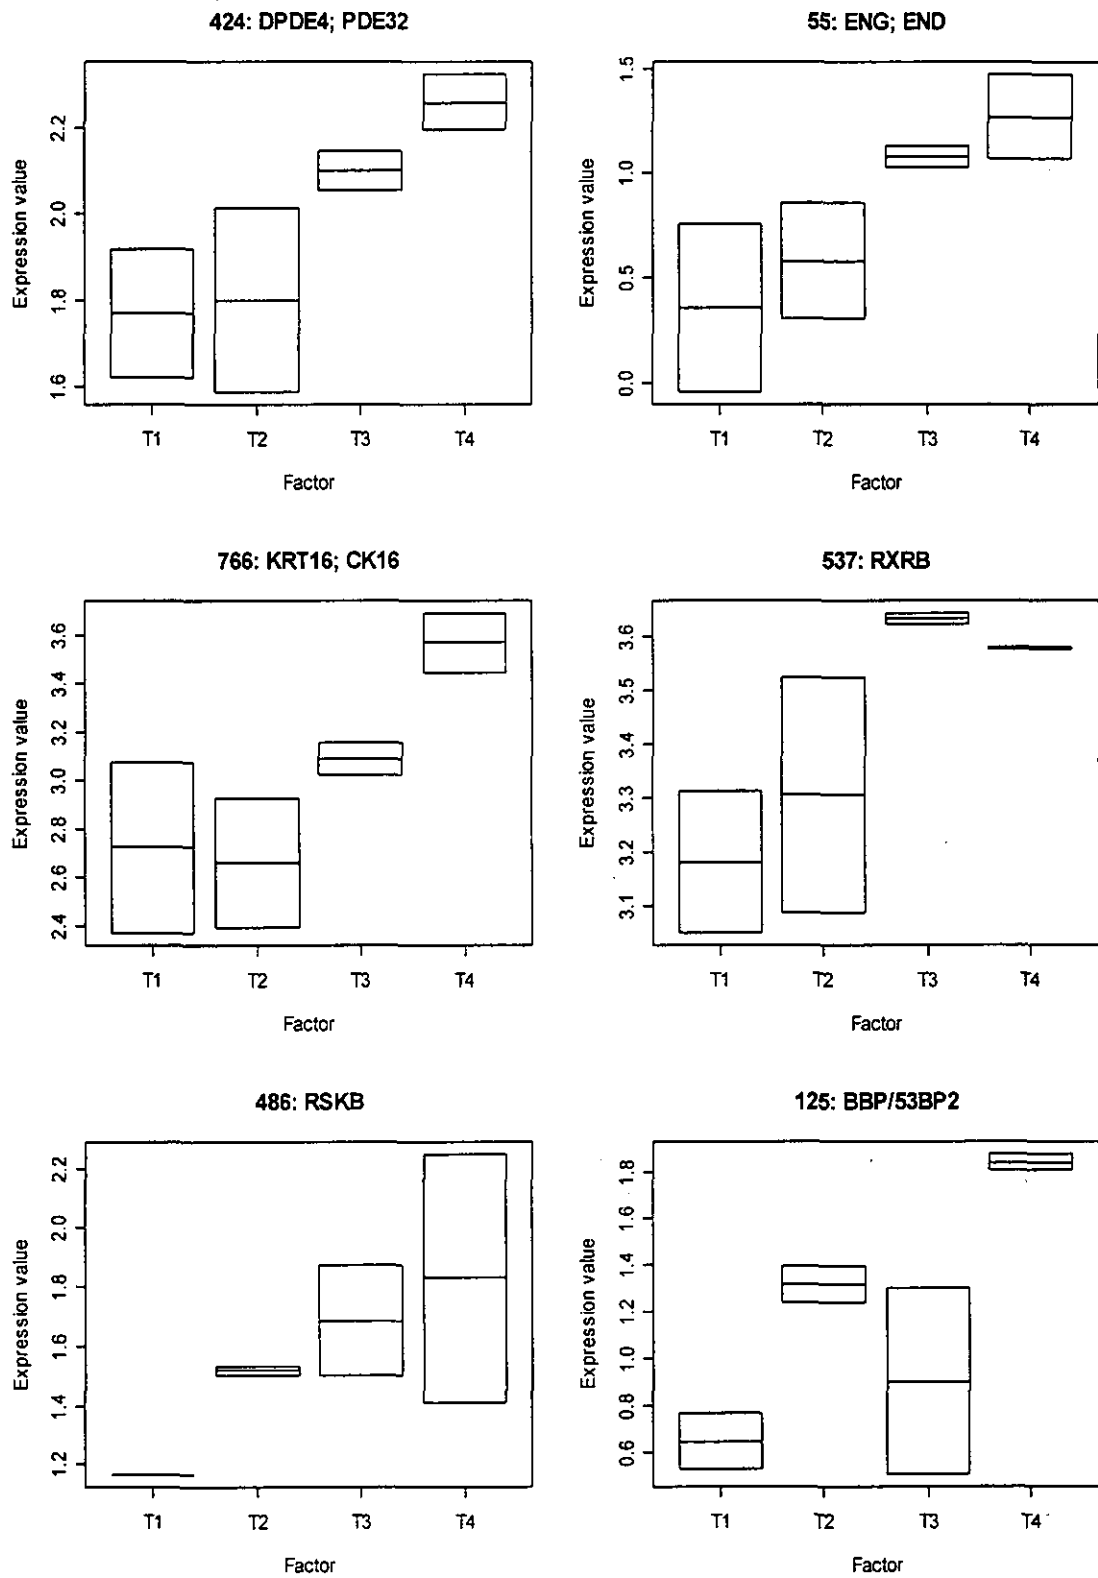 424: DPDE4; PDE32
Expression value
2.2
2.0
1.8
1.6
T1 T2 T3 T4
Factor
55: ENG; END
Expression value
1.5
1.0
0.5
0.0
T1 T2 T3 T4
Factor
766: KRT16; CK16
Expression value
3.6
3.4
3.2
3.0
2.8
2.6
2.4
T1 T2 T3 T4
Factor
537: RXRB
Expression value
3.6
3.5
3.4
3.3
3.2
3.1
T1 T2 T3 T4
Factor
486: RSKB
Expression value
2.2
2.0
1.8
1.6
1.4
1.2
T1 T2 T3 T4
Factor
125: BBP/53BP2
Expression value
1.8
1.6
1.4
1.2
1.0
0.8
0.6
T1 T2 T3 T4
Factor